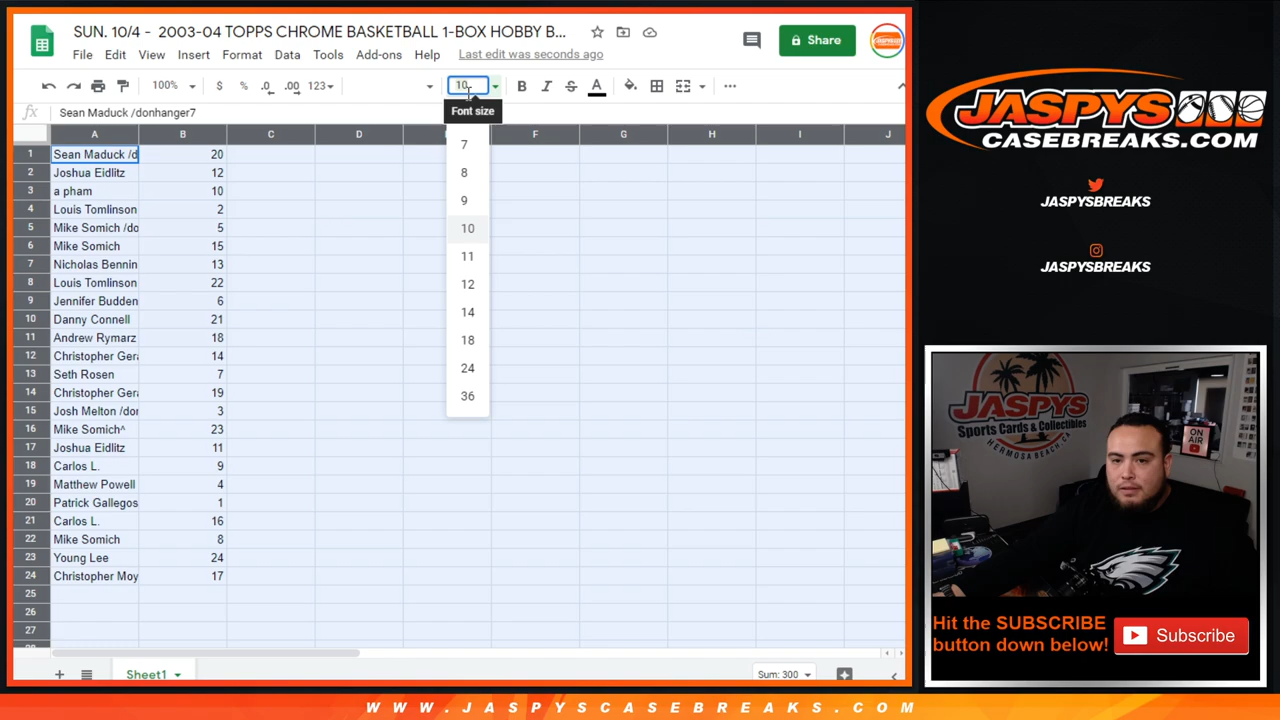 SUN. 10/4 - 2003-04 TOPPS CHROME BASKETBALL 1-BOX HOBBY B...
File Edit View Insert Format Data Tools Add-ons Help Last edit was seconds ago
Share
100% $ % .0 .00 123 10 B I S A
Font size
fx Sean Maduck /donhanger7
A B C D F G H I J
1 Sean Maduck /d 20
2 Joshua Eidlitz 12
3 a pham 10
4 Louis Tomlinson 2
5 Mike Somich /do 5
6 Mike Somich 15
7 Nicholas Bennin 13
8 Louis Tomlinson 22
9 Jennifer Budden 6
10 Danny Connell 21
11 Andrew Rymarz 18
12 Christopher Gera 14
13 Seth Rosen 7
14 Christopher Gera 19
15 Josh Melton /dor 3
16 Mike Somich^ 23
17 Joshua Eidlitz 11
18 Carlos L. 9
19 Matthew Powell 4
20 Patrick Gallegos 1
21 Carlos L. 16
22 Mike Somich 8
23 Young Lee 24
24 Christopher Moy 17
25
26
27
7
8
9
10
11
12
14
18
24
36
Sheet1
Sum: 300
JASPYS
CASEBREAKS.COM
JASPYSBREAKS
JASPYSBREAKS
JASPYS
Sports Cards & Collectibles
HERMOSA BEACH, CA
ON
AIR
Hit the SUBSCRIBE
button down below!
Subscribe
WWW.JASPYSCASEBREAKS.COM